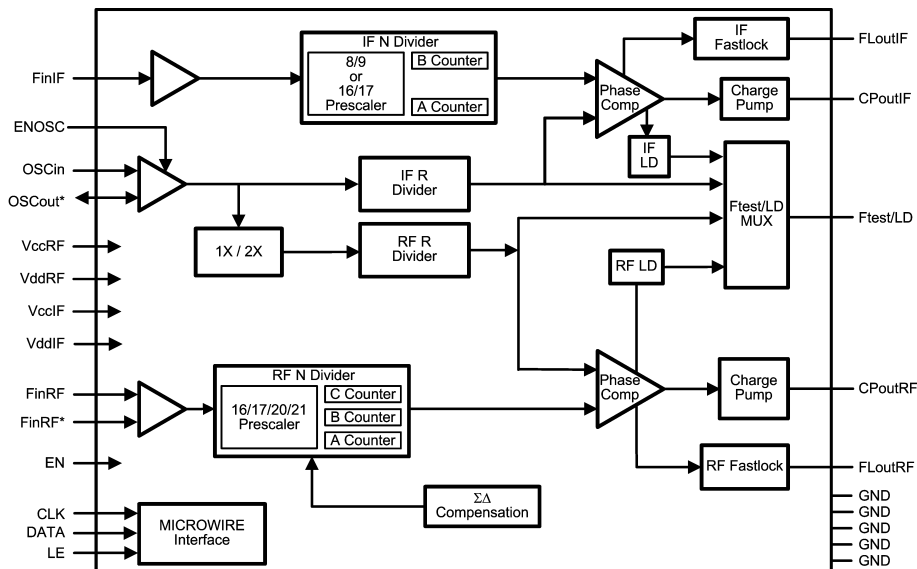 IF N Divider
8/9
or
16/17
Prescaler
B Counter
A Counter
IF
Fastlock
FLoutIF
FinIF
Phase
Comp
Charge
Pump
CPoutIF
ENOSC
IF
LD
OSCin
OSCout*
IF R
Divider
Ftest/LD
MUX
Ftest/LD
1X / 2X
RF R
Divider
RF LD
VccRF
VddRF
VccIF
VddIF
RF N Divider
16/17/20/21
Prescaler
C Counter
B Counter
A Counter
FinRF
FinRF*
Phase
Comp
Charge
Pump
CPoutRF
EN
RF Fastlock
FLoutRF
ΣΔ
Compensation
CLK
DATA
LE
MICROWIRE
Interface
GND
GND
GND
GND
GND